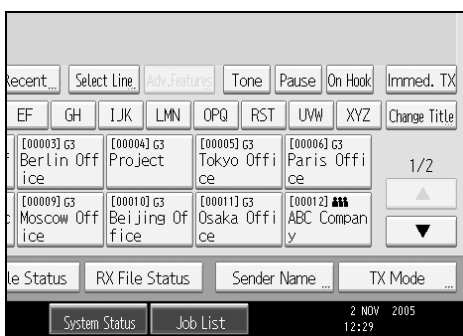 Recent Select Line Adv.Features Tone Pause On Hook Immed. TX
EF GH IJK LMN OPQ RST UVW XYZ Change Title
[00003] G3 [00004] G3 [00005] G3 [00006] G3
Berlin Off Project Tokyo Offi Paris Offi
ice ce ce
1/2
[00009] G3 [00010] G3 [00011] G3 [00012]
Moscow Off Beijing Of Osaka Offi ABC Compan
ice fice ce y
le Status RX File Status Sender Name TX Mode
System Status Job List 2 NOV 2005
12:29